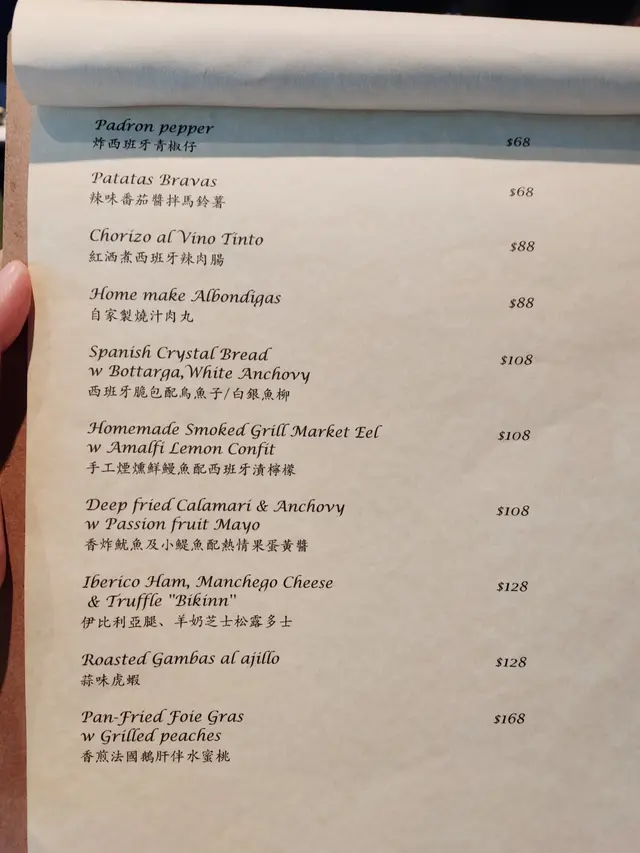 Padron pepper
炸西班牙青椒仔
$68
Patatas Bravas
辣味番茄醬拌馬鈴薯
$68
Chorizo al Vino Tinto
紅酒煮西班牙辣肉腸
$88
Home make Albondigas
自家製燒汁肉丸
$88
Spanish Crystal Bread
w Bottarga,White Anchovy
西班牙脆包配烏魚子/白銀魚柳
$108
Homemade Smoked Grill Market Eel
w Amalfi Lemon Confit
手工煙燻鮮鰻魚配西班牙漬檸檬
$108
Deep fried Calamari & Anchovy
w Passion fruit Mayo
香炸魷魚及小鯷魚配熱情果蛋黃醬
$108
Iberico Ham, Manchego Cheese
& Truffle "Bikinn"
伊比利亞腿、羊奶芝士松露多士
$128
Roasted Gambas al ajillo
蒜味虎蝦
$128
Pan-Fried Foie Gras
w Grilled peaches
香煎法國鵝肝伴水蜜桃
$168